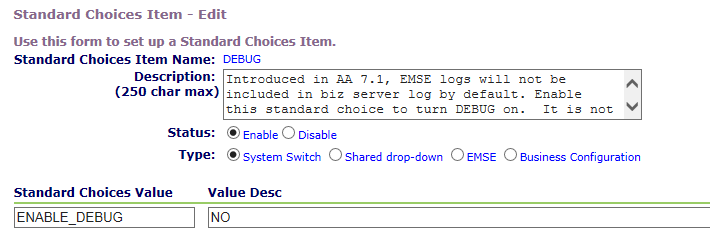 Standard Choices Item - Edit
Use this form to set up a Standard Choices Item.
Standard Choices Item Name: DEBUG
Description: Introduced in AA 7.1, EMSE logs will not be
(250 char max) included in biz server log by default. Enable
this standard choice to turn DEBUG on. It is not
Status: Enable Disable
Type: System Switch Shared drop-down EMSE Business Configuration
Standard Choices Value Value Desc
ENABLE_DEBUG NO